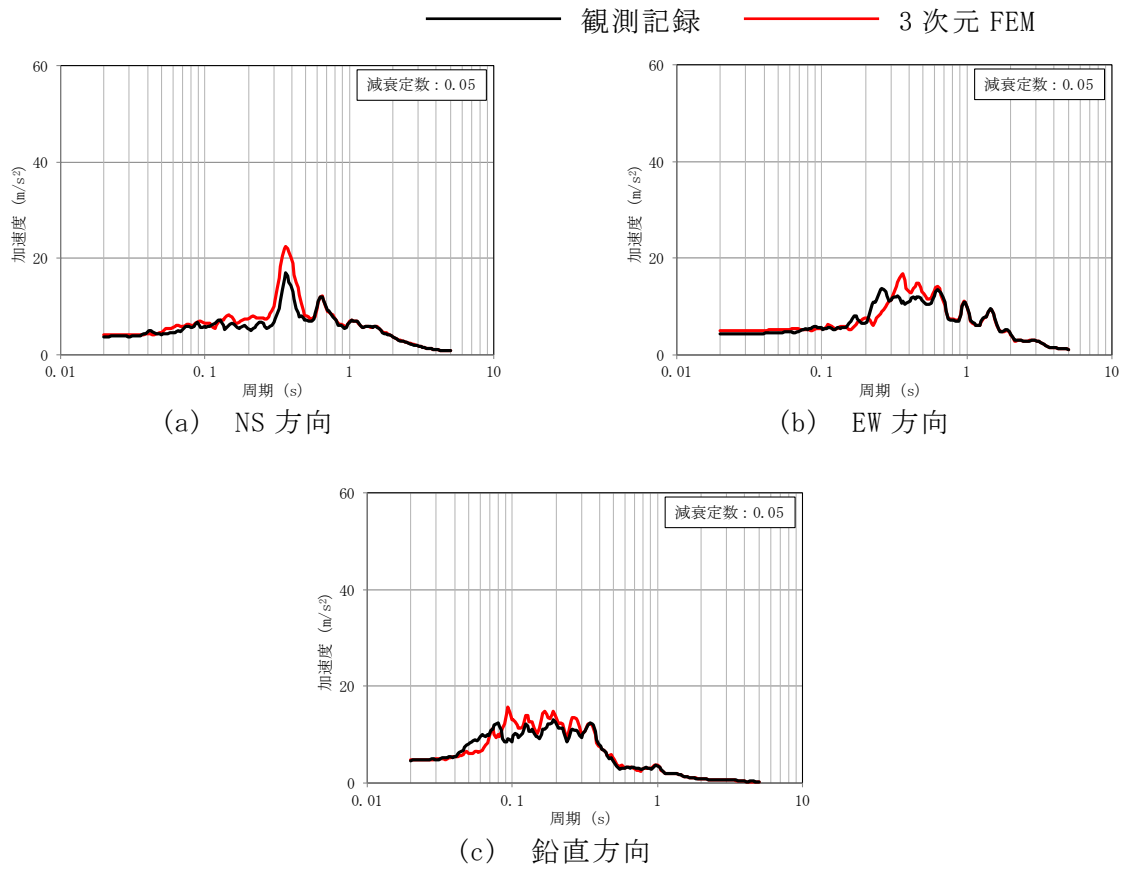 観測記録 3次元 FEM
減衰定数：0.05
加速度 (m/s²)
60
40
20
0
0.01 0.1 1 10
周期 (s)
(a) NS 方向
減衰定数：0.05
加速度 (m/s²)
60
40
20
0
0.01 0.1 1 10
周期 (s)
(b) EW 方向
減衰定数：0.05
加速度 (m/s²)
60
40
20
0
0.01 0.1 1 10
周期 (s)
(c) 鉛直方向